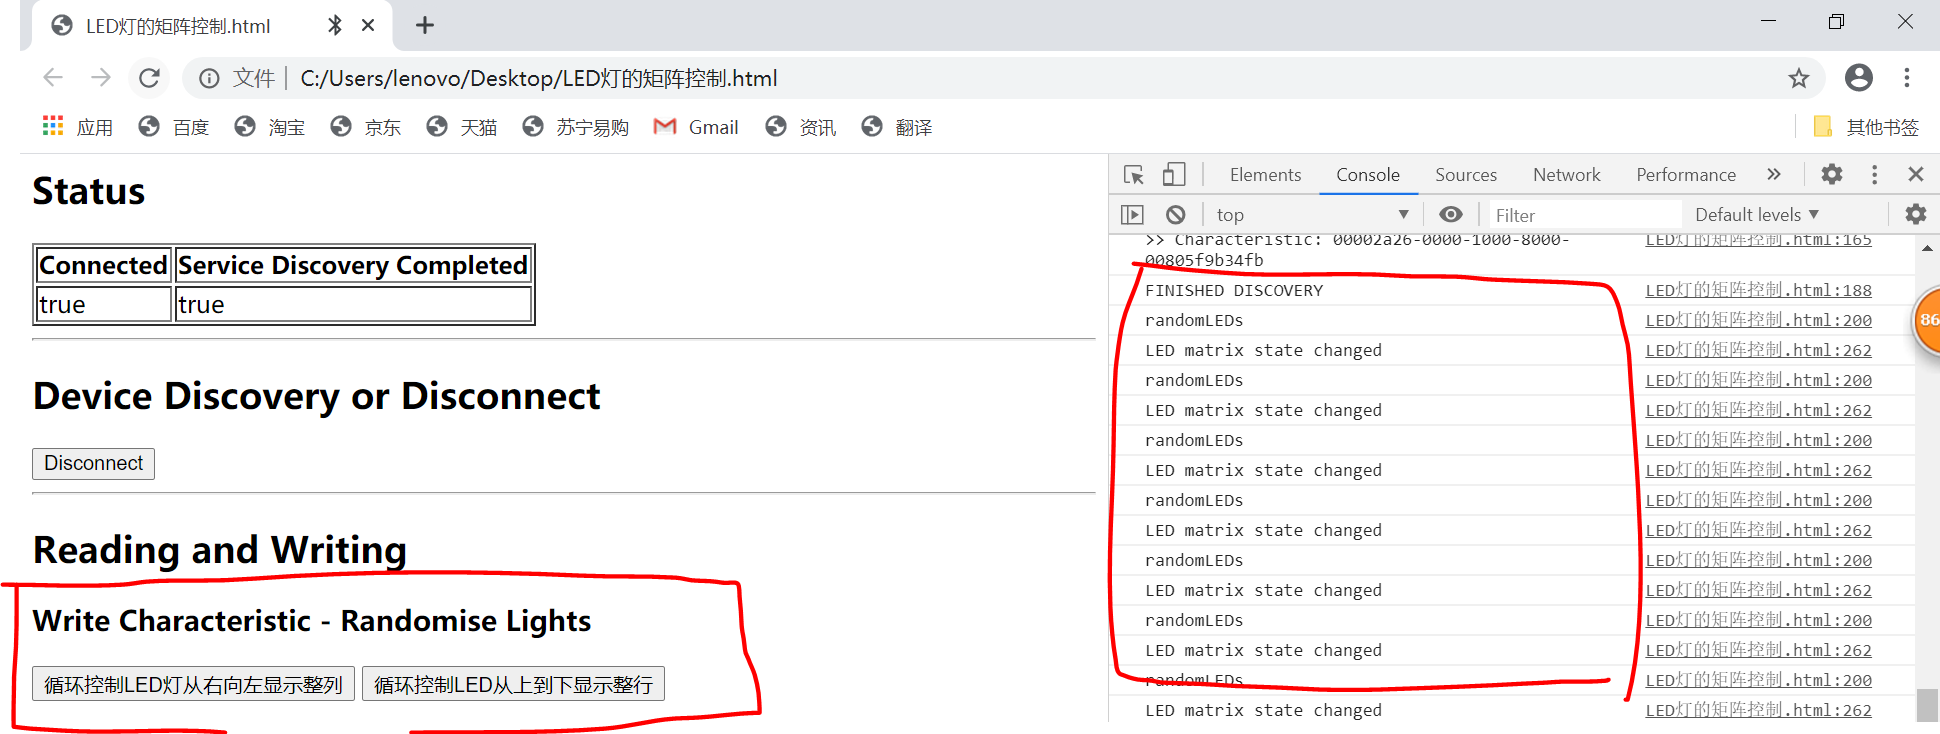 LED灯的矩阵控制.html
文件 C:/Users/lenovo/Desktop/LED灯的矩阵控制.html
应用 百度 淘宝 京东 天猫 苏宁易购 Gmail 资讯 翻译 其他书签
Status
Connected Service Discovery Completed
true true
Device Discovery or Disconnect
Disconnect
Reading and Writing
Write Characteristic - Randomise Lights
循环控制LED灯从右向左显示整列 循环控制LED从上到下显示整行
Elements Console Sources Network Performance
top Filter Default levels
>> Characteristic: 00002a26-0000-1000-8000- LED灯的矩阵控制.html:165
00805f9b34fb
FINISHED DISCOVERY LED灯的矩阵控制.html:188
randomLEDs LED灯的矩阵控制.html:200
LED matrix state changed LED灯的矩阵控制.html:262
randomLEDs LED灯的矩阵控制.html:200
LED matrix state changed LED灯的矩阵控制.html:262
randomLEDs LED灯的矩阵控制.html:200
LED matrix state changed LED灯的矩阵控制.html:262
randomLEDs LED灯的矩阵控制.html:200
LED matrix state changed LED灯的矩阵控制.html:262
randomLEDs LED灯的矩阵控制.html:200
LED matrix state changed LED灯的矩阵控制.html:262
randomLEDs LED灯的矩阵控制.html:200
LED matrix state changed LED灯的矩阵控制.html:262
randomLEDs LED灯的矩阵控制.html:200
LED matrix state changed LED灯的矩阵控制.html:262
86